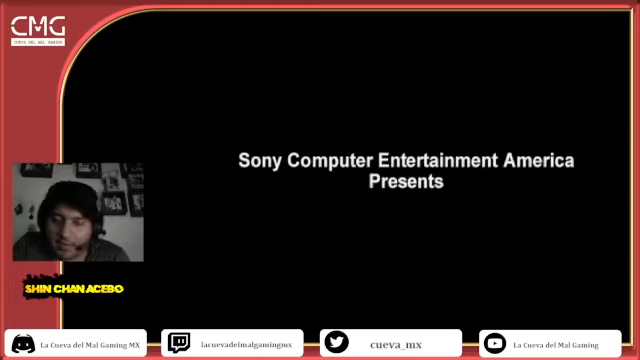 CMG
CUEVA DEL MAL GAMING
Sony Computer Entertainment America
Presents
SHIN CHAN ACEBO
La Cueva del Mal Gaming MX
lacuevadelmalgamingmx
cueva_mx
La Cueva del Mal Gaming